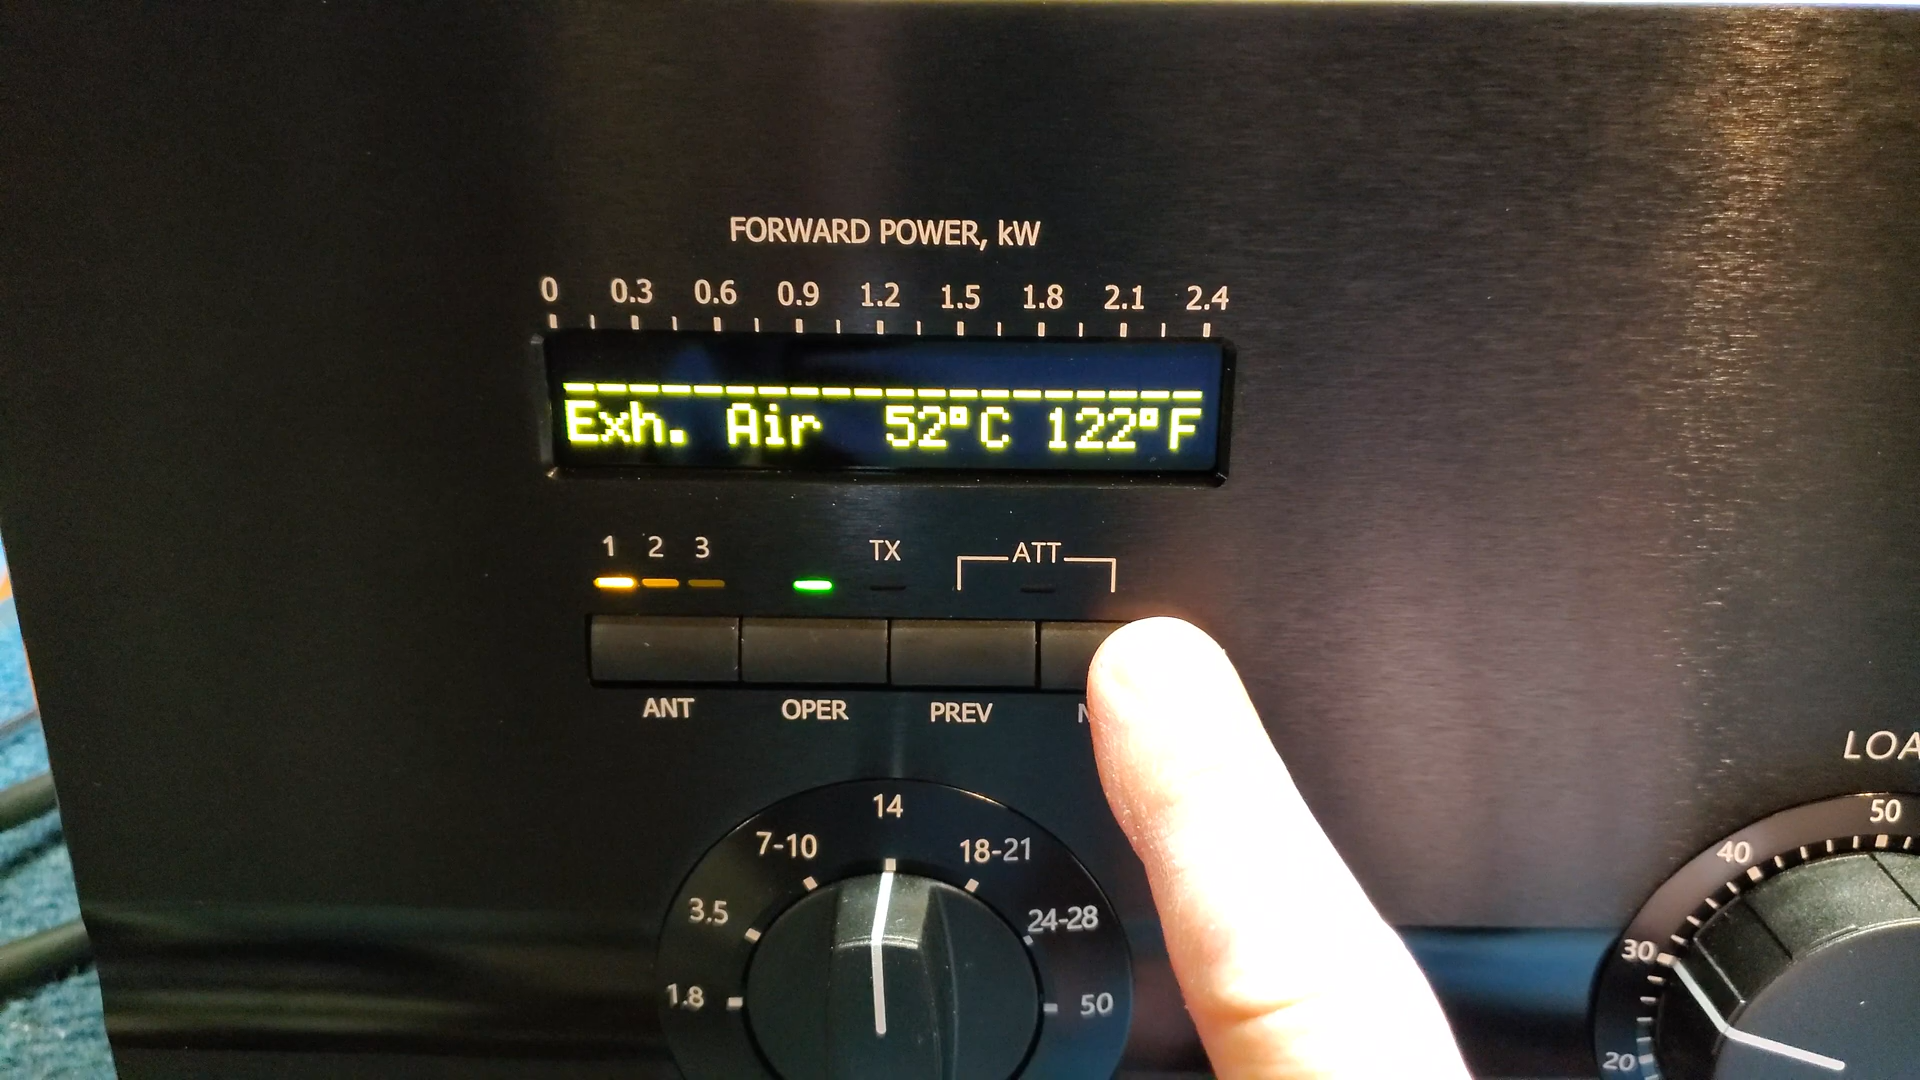 FORWARD POWER, kW
0 0.3 0.6 0.9 1.2 1.5 1.8 2.1 2.4
Exh. Air 52°C 122°F
1 2 3 TX ATT
ANT OPER PREV
14
7-10 18-21
3.5 24-28
1.8 50
LOA
50
40
30
20